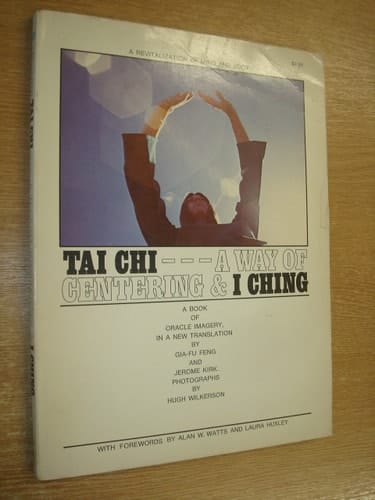 A REVITALIZATION OF MIND AND BODY
TAI CHI --- A WAY OF
CENTERING & I CHING
A BOOK
OF
ORACLE IMAGERY,
IN A NEW TRANSLATION
BY
GIA-FU FENG
AND
JEROME KIRK.
PHOTOGRAPHS
BY
HUGH WILKERSON
WITH FOREWORDS BY ALAN W. WATTS AND LAURA HUXLEY
TAI CHI
I CHING